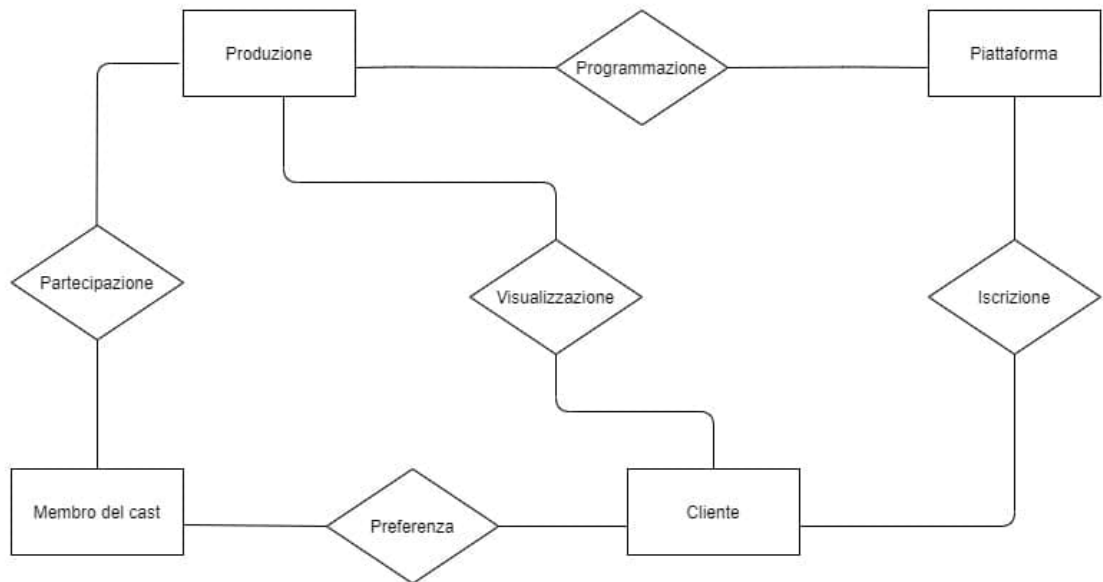 Produzione
Programmazione
Piattaforma
Partecipazione
Visualizzazione
Iscrizione
Membro del cast
Preferenza
Cliente